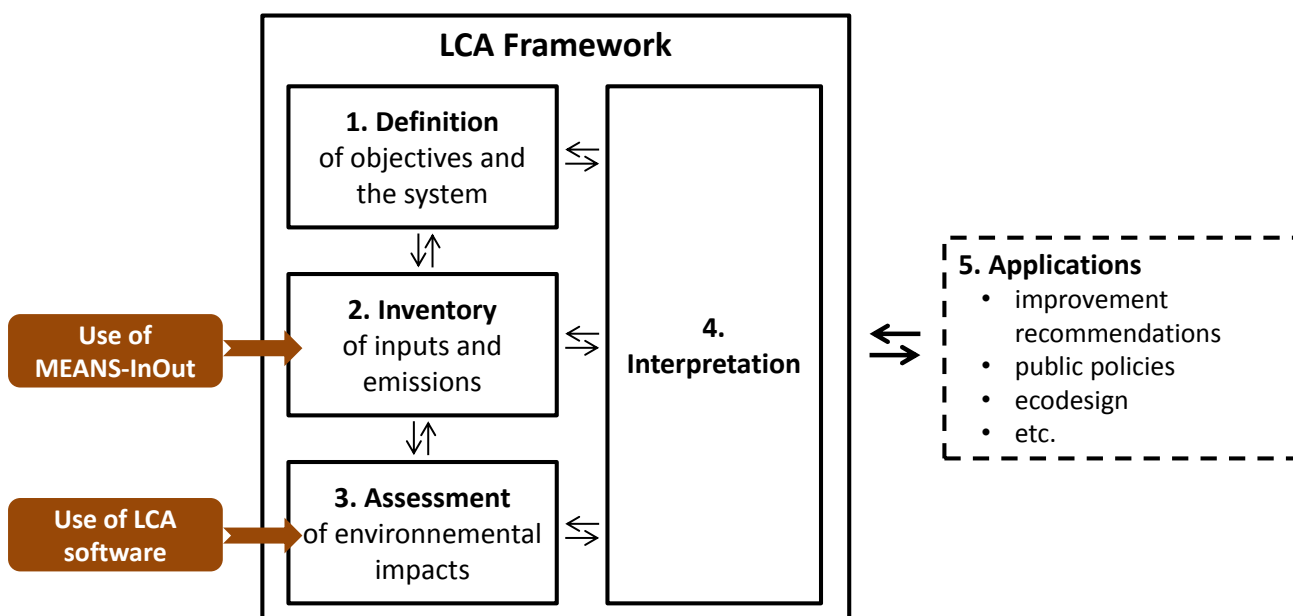 LCA Framework
1. Definition
of objectives and
the system
Use of
MEANS-InOut
2. Inventory
of inputs and
emissions
Use of LCA
software
3. Assessment
of environnemental
impacts
4.
Interpretation
5. Applications
• improvement
recommendations
• public policies
• ecodesign
• etc.